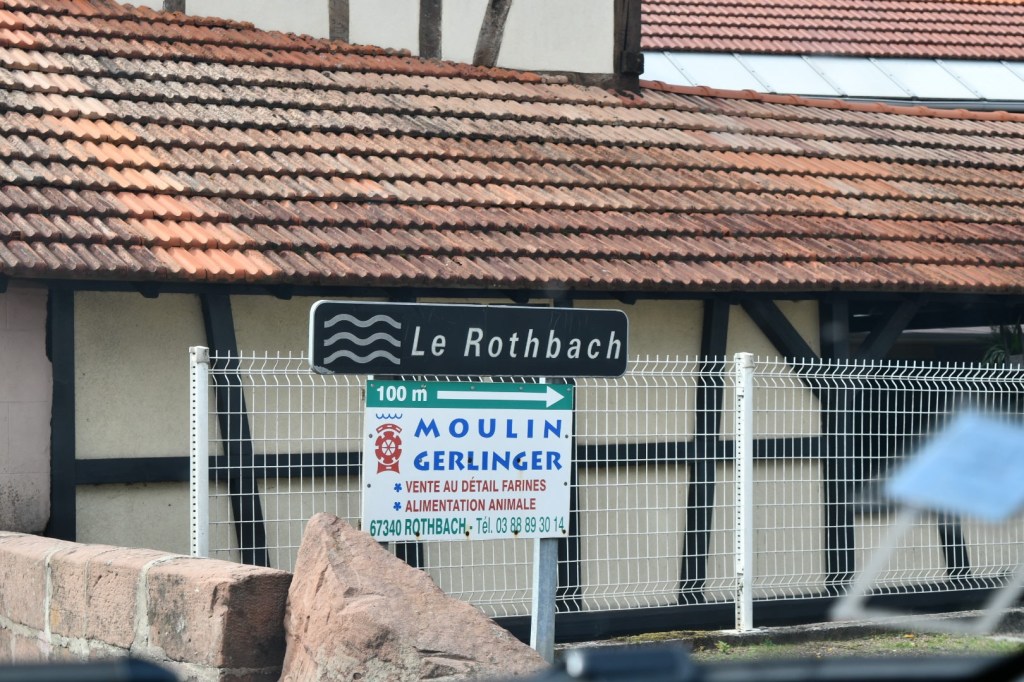 Le Rothbach
100 m
MOULIN
GERLINGER
VENTE AU DÉTAIL FARINES
ALIMENTATION ANIMALE
67340 ROTHBACH - Tél. 03 88 89 30 14